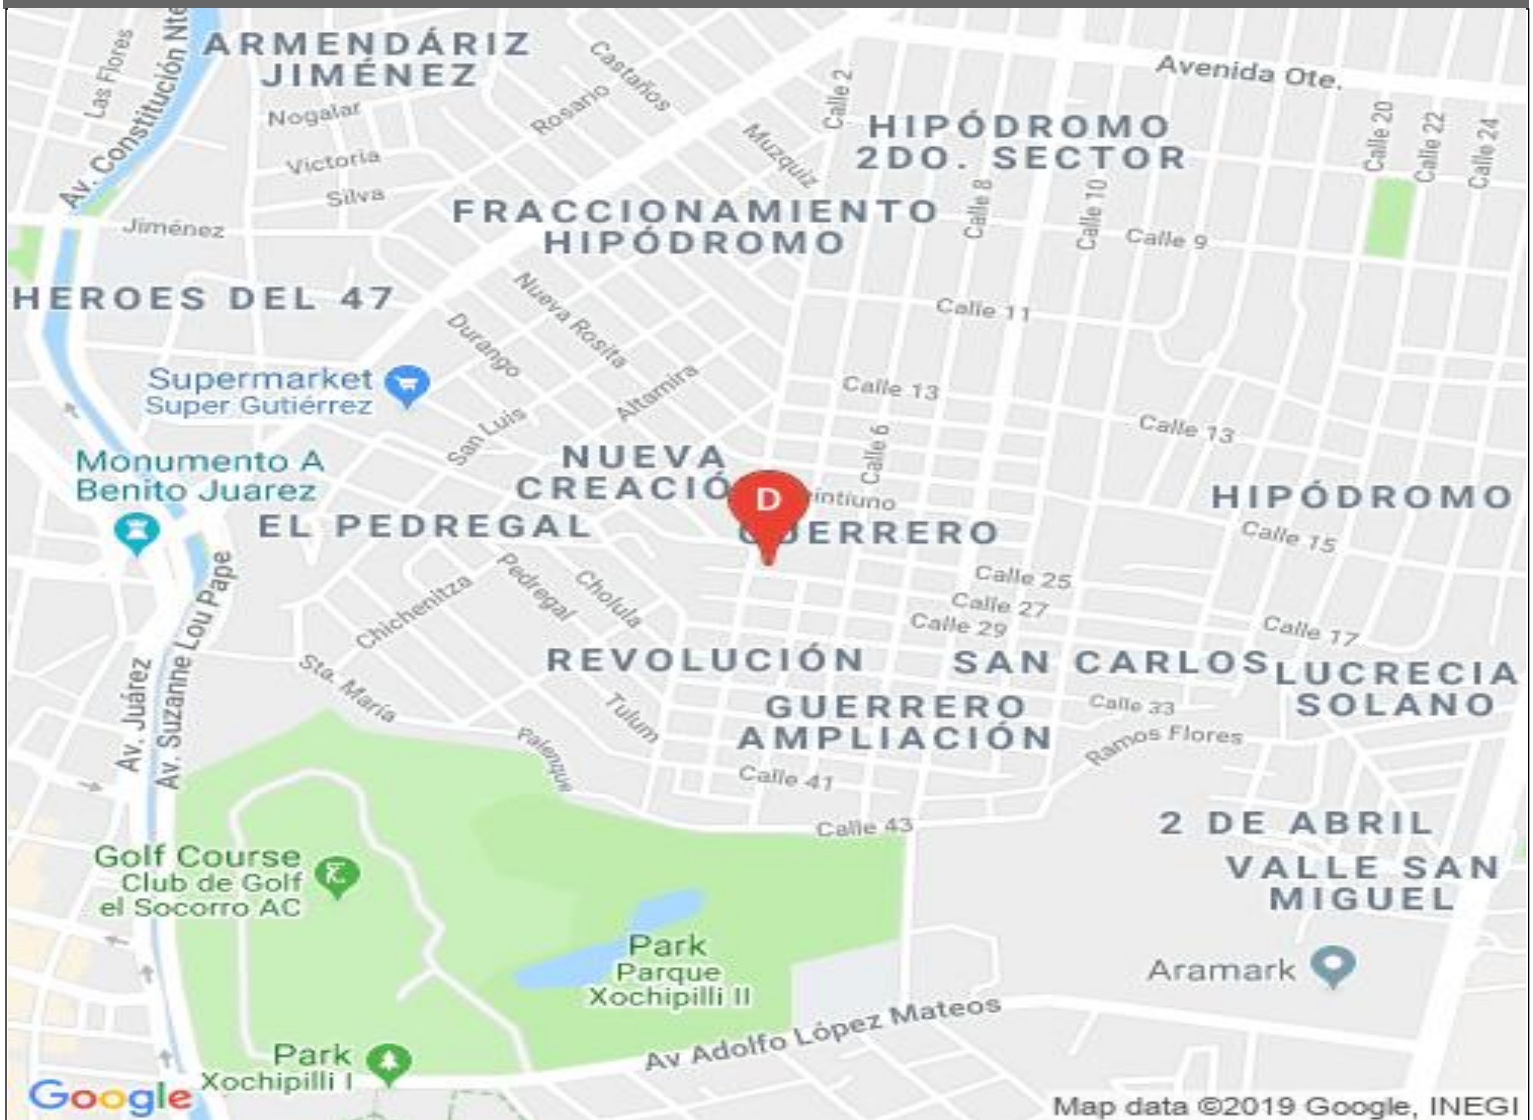 Las Flores
Av. Constitución Nte
ARMENDÁRIZ
JIMÉNEZ
Castaños
Nogalar
Rosario
Calle 2
Avenida Ote.
Victoria
Muzquiz
HIPÓDROMO
2DO. SECTOR
Calle 20
Calle 22
Calle 24
Silva
Jiménez
FRACCIONAMIENTO
HIPÓDROMO
Calle 8
Calle 10
Calle 9
HEROES DEL 47
Nueva Rosita
Calle 11
Durango
Supermarket
Super Gutiérrez
Altamira
Calle 13
San Luis
Calle 6
Calle 13
Monumento A
Benito Juarez
NUEVA
CREACIÓ
D
eintiuno
HIPÓDROMO
EL PEDREGAL
GUERRERO
Calle 15
Chichenitza
Pedregal
Cholula
Calle 25
Calle 27
Calle 29
Calle 17
Av. Juárez
Av. Suzanne Lou Pape
Sta. María
REVOLUCIÓN
SAN CARLOS
LUCRECIA
SOLANO
Tulum
GUERRERO
AMPLIACIÓN
Calle 33
Ramos Flores
Palenque
Calle 41
Calle 43
2 DE ABRIL
Golf Course
Club de Golf
el Socorro AC
VALLE SAN
MIGUEL
Park
Parque
Xochipilli II
Aramark
Av Adolfo López Mateos
Park
Xochipilli I
Google
Map data ©2019 Google, INEGI